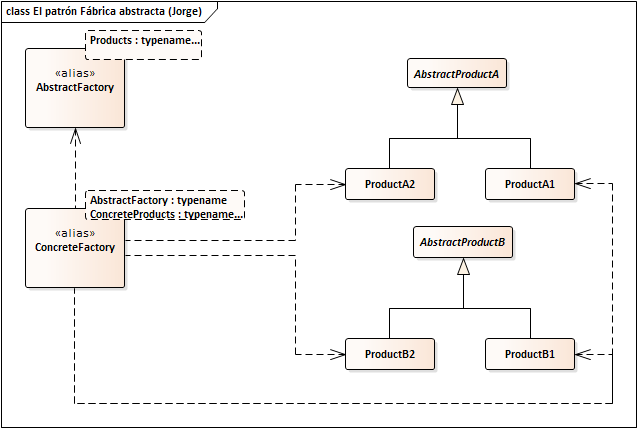 class El patrón Fábrica abstracta (Jorge)
Products : typename...
«alias»
AbstractFactory
AbstractProductA
ProductA2
ProductA1
AbstractFactory : typename
ConcreteProducts : typename...
«alias»
ConcreteFactory
AbstractProductB
ProductB2
ProductB1